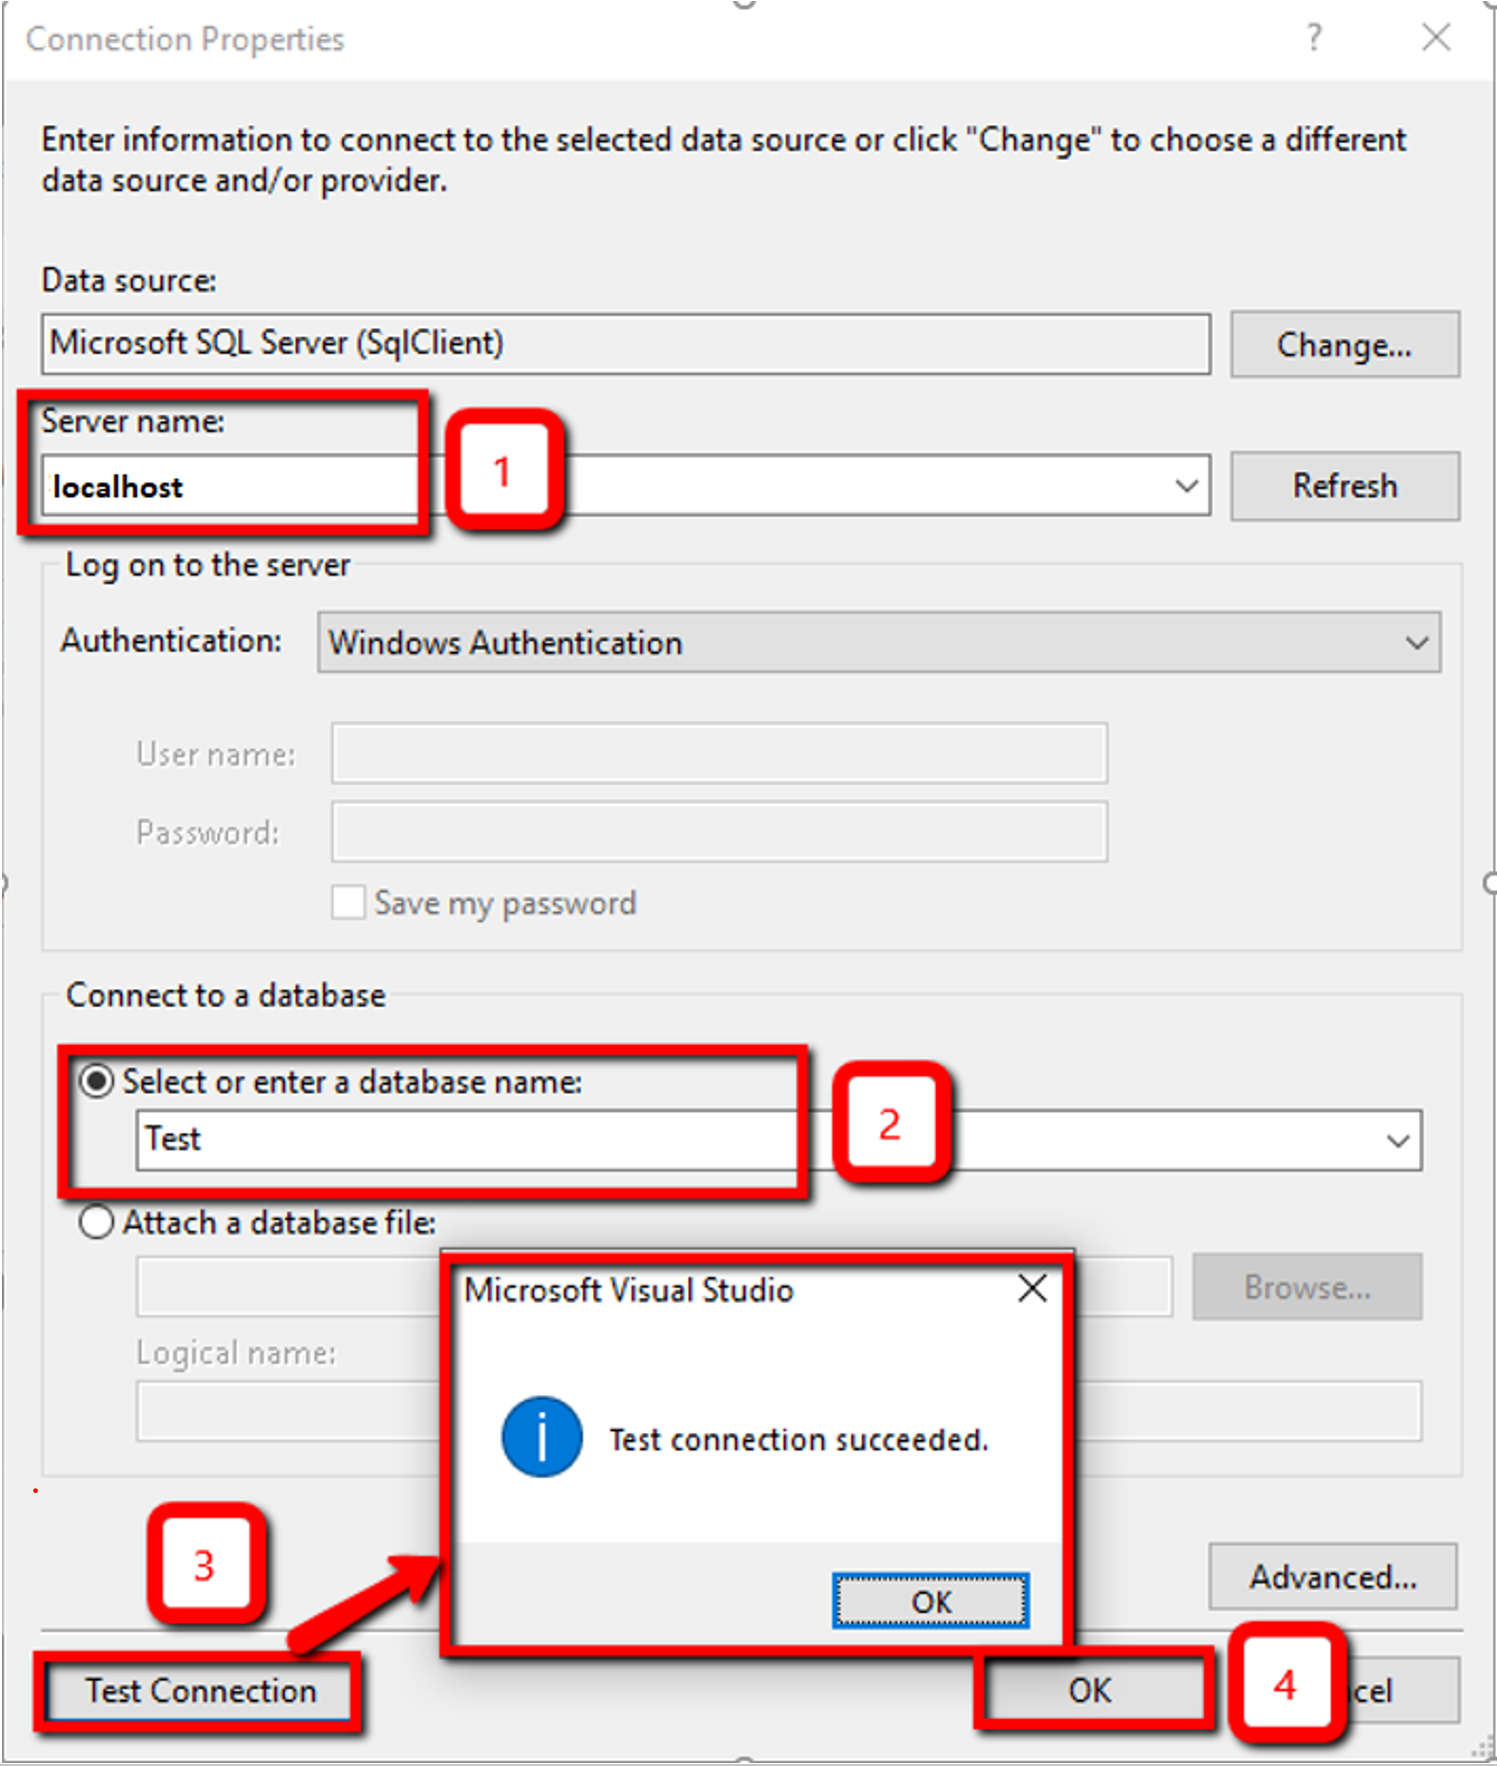 Connection Properties
?
Enter information to connect to the selected data source or click "Change" to choose a different
data source and/or provider.
Data source:
Microsoft SQL Server (SqlClient)
Change...
Server name:
1
localhost
Refresh
Log on to the server
Authentication:
Windows Authentication
User name:
Password:
Save my password
Connect to a database
Select or enter a database name:
2
Test
Attach a database file:
Browse...
Logical name:
Microsoft Visual Studio
Test connection succeeded.
OK
3
Advanced...
Test Connection
OK
4
cel